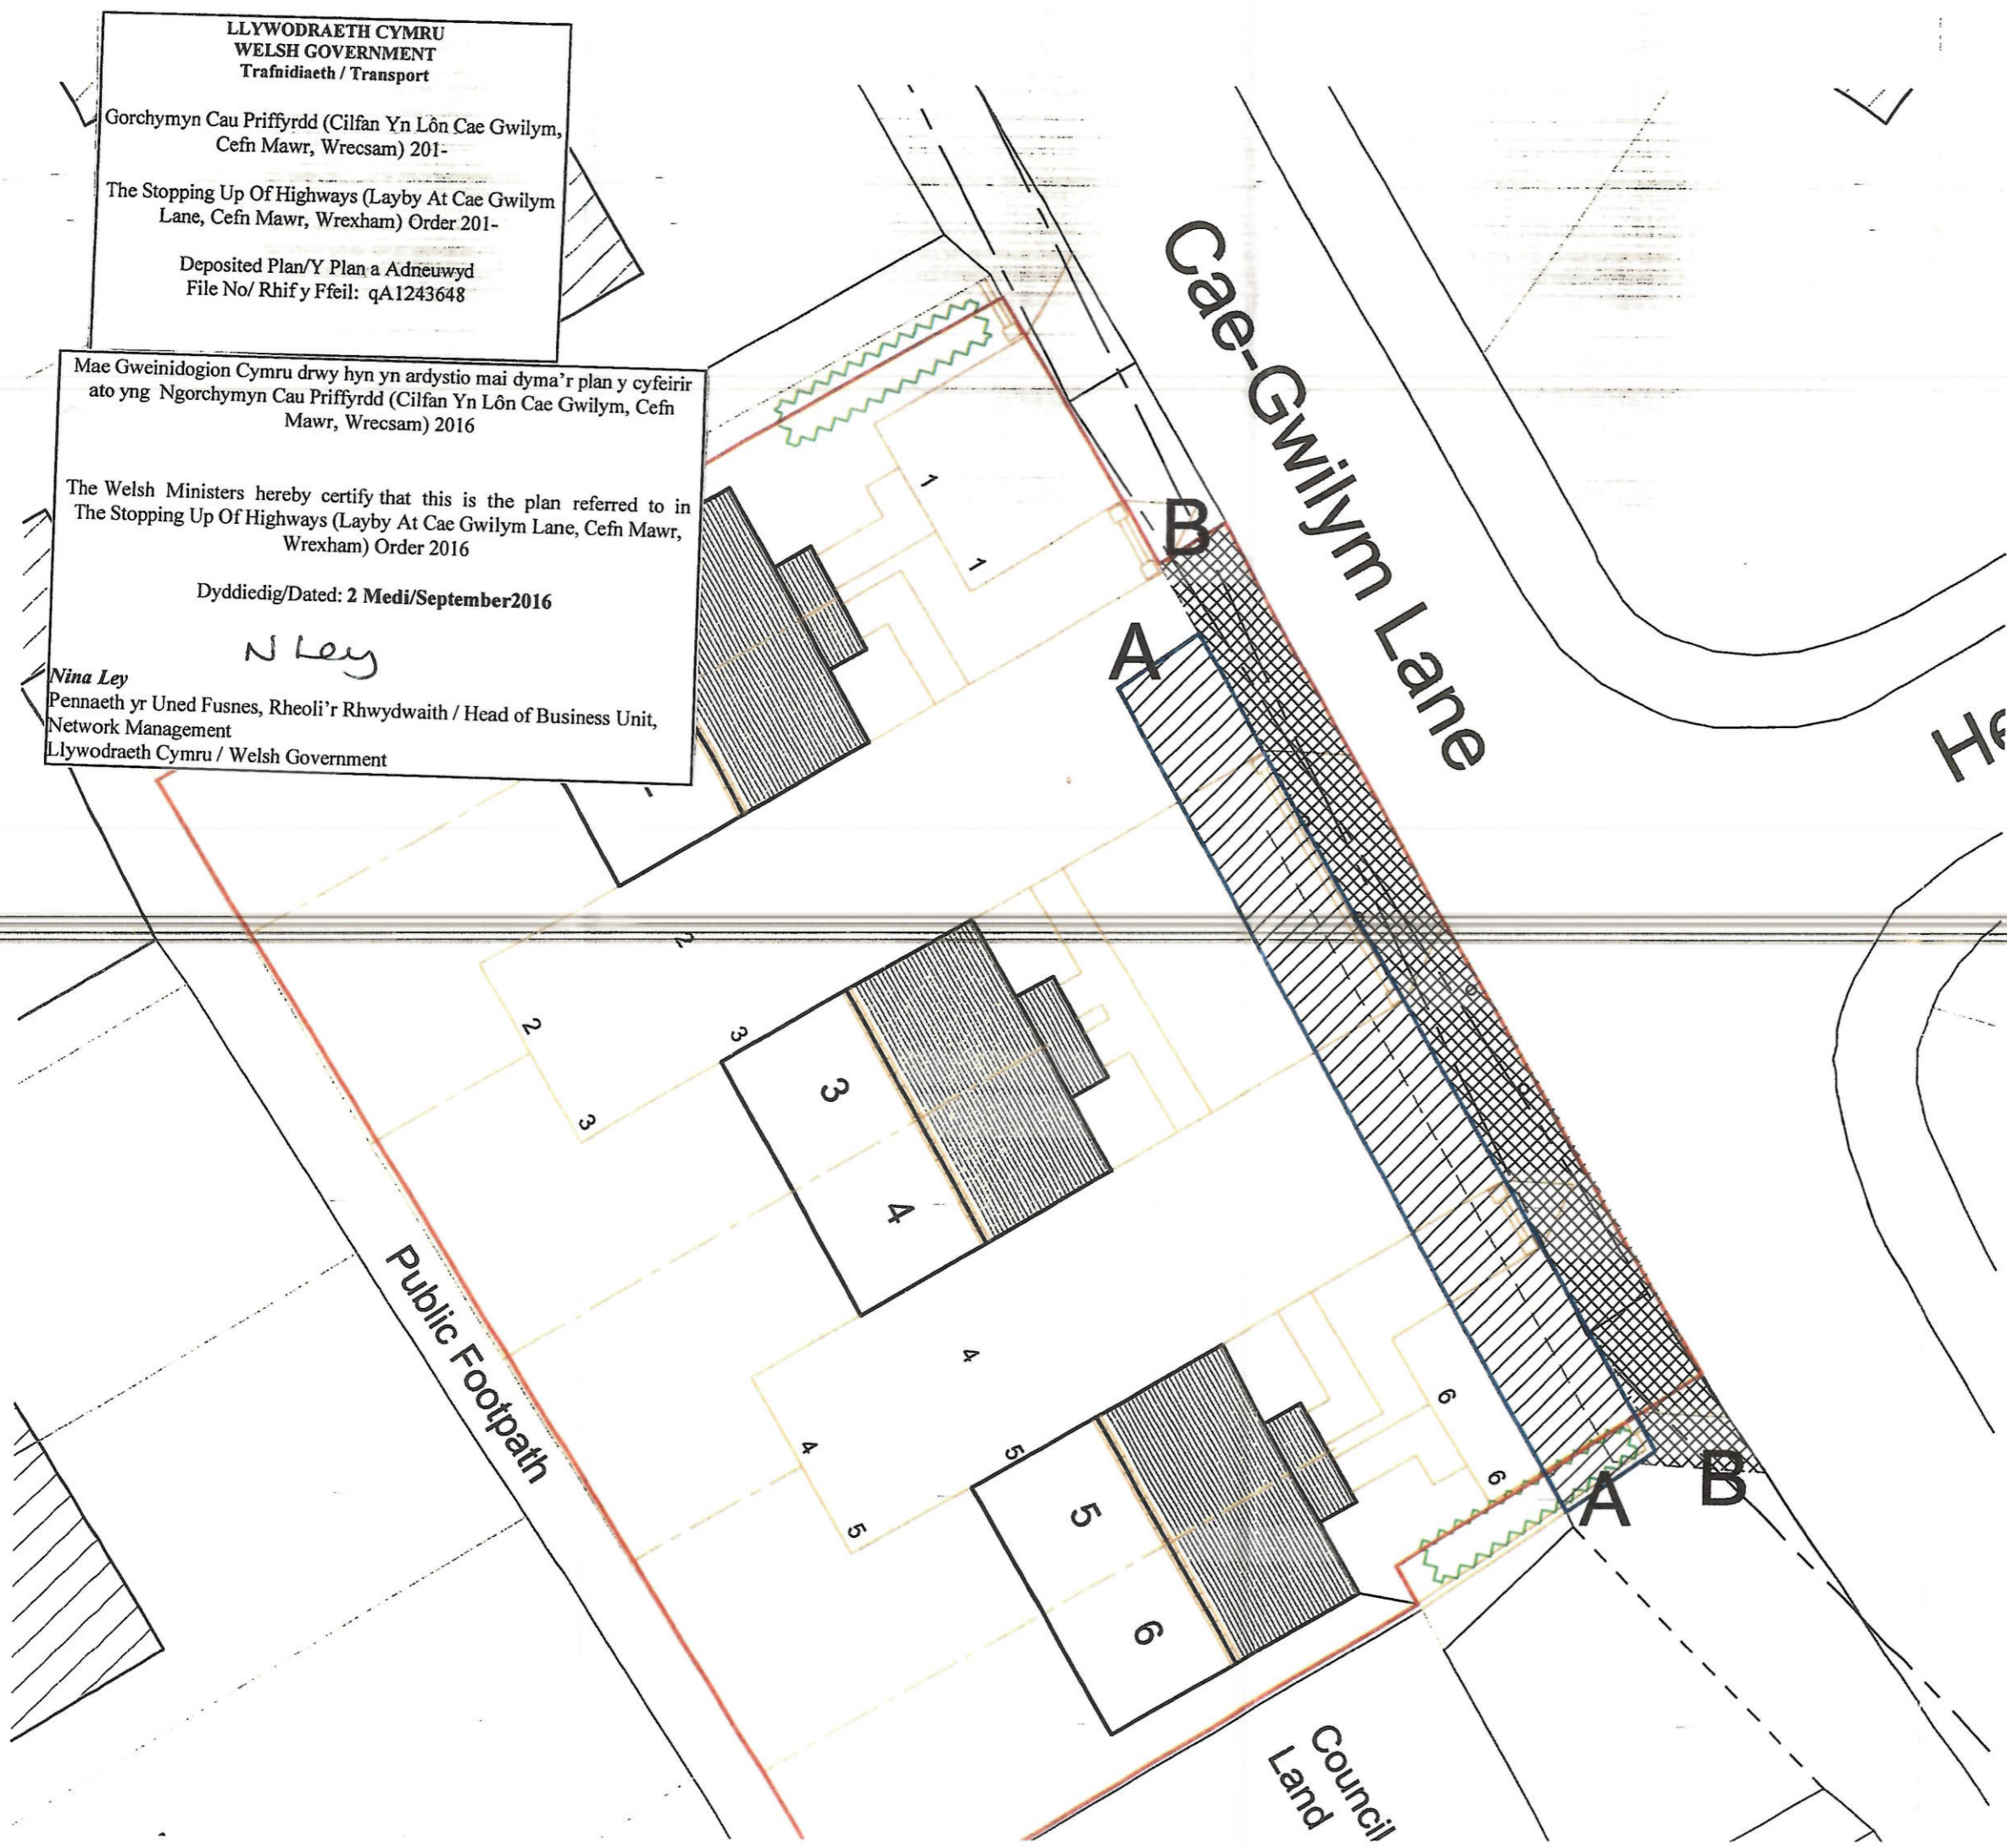 LLYWODRAETH CYMRU
WELSH GOVERNMENT
Trafnidiaeth / Transport
Gorchymyn Cau Priffyrdd (Cilfan Yn Lôn Cae Gwilym,
Cefn Mawr, Wrecsam) 201-
The Stopping Up Of Highways (Layby At Cae Gwilym
Lane, Cefn Mawr, Wrexham) Order 201-
Deposited Plan/Y Plan a Adneuwyd
File No/ Rhif y Ffeil: qA1243648
Mae Gweinidogion Cymru drwy hyn yn ardystio mai dyma'r plan y cyfeirir
ato yng Ngorchymyn Cau Priffyrdd (Cilfan Yn Lôn Cae Gwilym, Cefn
Mawr, Wrecsam) 2016
The Welsh Ministers hereby certify that this is the plan referred to in
The Stopping Up Of Highways (Layby At Cae Gwilym Lane, Cefn Mawr,
Wrexham) Order 2016
Dyddiedig/Dated: 2 Medi/September2016
N Ley
Nina Ley
Pennaeth yr Uned Fusnes, Rheoli'r Rhwydwaith / Head of Business Unit,
Network Management
Llywodraeth Cymru / Welsh Government
Cae-Gwilym Lane
He
B
A
1
1
2
2
3
3
3
4
4
4
5
5
5
6
6
6
A
B
Public Footpath
Council
Land